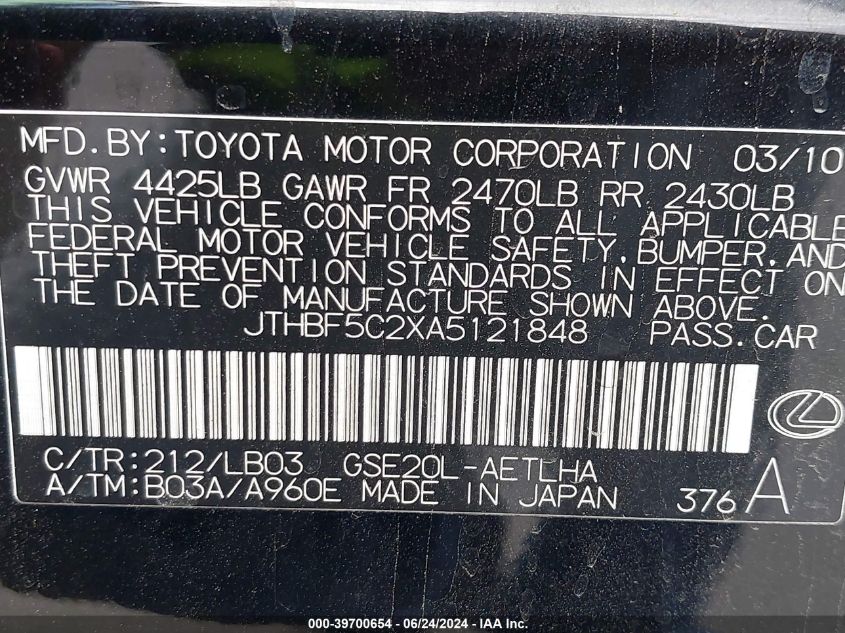 MFD.BY:TOYOTA MOTOR CORPORATION 03/10
GVWR 4425LB GAWR FR 2470LB RR 2430LB
THIS VEHICLE CONFORMS TO ALL APPLICABLE
FEDERAL MOTOR VEHICLE SAFETY,BUMPER,AND
THEFT PREVENTION STANDARDS IN EFFECT ON
THE DATE OF MANUFACTURE SHOWN ABOVE.
JTHBF5C2XA5121848 PASS.CAR
C/TR:212/LB03 GSE20L-AETLHA
A/TM:B03A/A960E MADE IN JAPAN 376 A
000-39700654 / 06/24/2024 - IAA Inc.